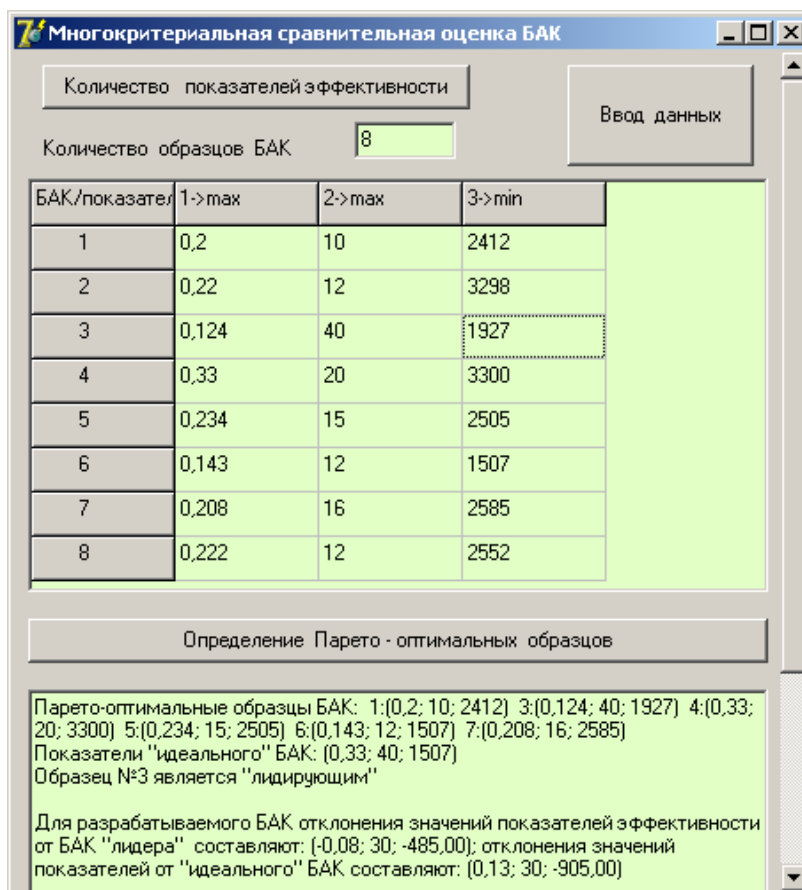 Многокритериальная сравнительная оценка БАК
Количество показателей эффективности
Ввод данных
Количество образцов БАК 8
БАК/показател 1->max 2->max 3->min
1 0,2 10 2412
2 0,22 12 3298
3 0,124 40 1927
4 0,33 20 3300
5 0,234 15 2505
6 0,143 12 1507
7 0,208 16 2585
8 0,222 12 2552
Определение Парето - оптимальных образцов
Парето-оптимальные образцы БАК: 1:(0,2; 10; 2412) 3:(0,124; 40; 1927) 4:(0,33;
20; 3300) 5:(0,234; 15; 2505) 6:(0,143; 12; 1507) 7:(0,208; 16; 2585)
Показатели "идеального" БАК: (0,33; 40; 1507)
Образец №3 является "лидирующим"
Для разрабатываемого БАК отклонения значений показателей эффективности
от БАК "лидера" составляют: (-0,08; 30; -485,00); отклонения значений
показателей от "идеального" БАК составляют: (0,13; 30; -905,00)